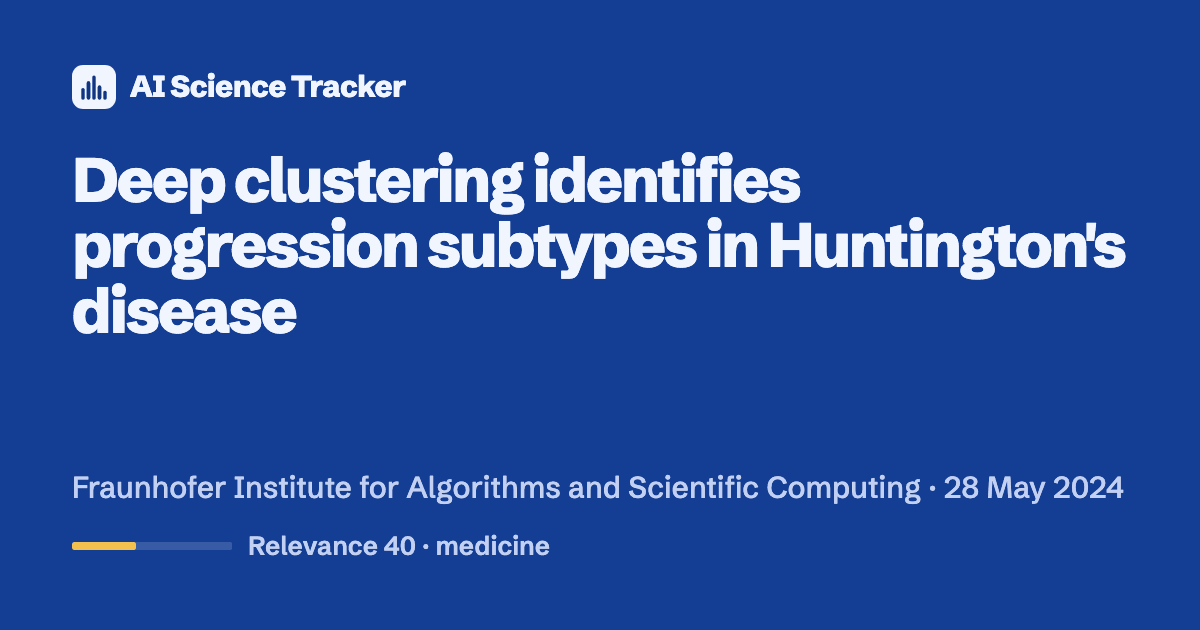 AI Science Tracker
Deep clustering identifies
progression subtypes in Huntington's
disease
Fraunhofer Institute for Algorithms and Scientific Computing · 28 May 2024
Relevance 40 · medicine